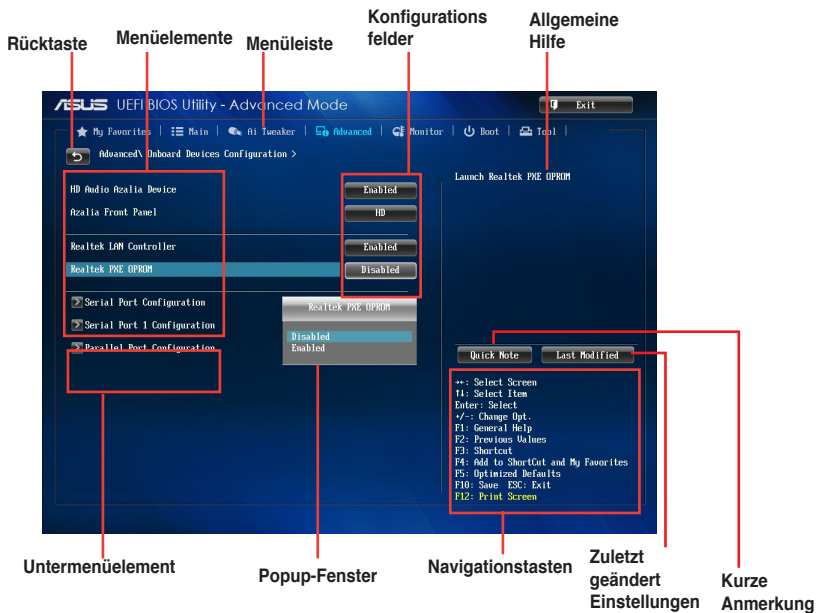 Rücktaste
Menüelemente
Menüleiste
Konfigurations
felder
Allgemeine
Hilfe
ASUS UEFI BIOS Utility - Advanced Mode
Exit
My Favorites | Main | Ai Tweaker | Advanced | Monitor | Boot | Tool |
Advanced\ Onboard Devices Configuration >
HD Audio Azalia Device
Enabled
Azalia Front Panel
HD
Realtek LAN Controller
Enabled
Realtek PXE OPROM
Disabled
Serial Port Configuration
Serial Port 1 Configuration
Parallel Port Configuration
Realtek PXE OPROM
Disabled
Enabled
Launch Realtek PXE OPROM
Quick Note
Last Modified
→←: Select Screen
↑↓: Select Item
Enter: Select
+/-: Change Opt.
F1: General Help
F2: Previous Values
F3: Shortcut
F4: Add to ShortCut and My Favorites
F5: Optimized Defaults
F10: Save ESC: Exit
F12: Print Screen
Untermenüelement
Popup-Fenster
Navigationstasten
Zuletzt
geändert
Einstellungen
Kurze
Anmerkung